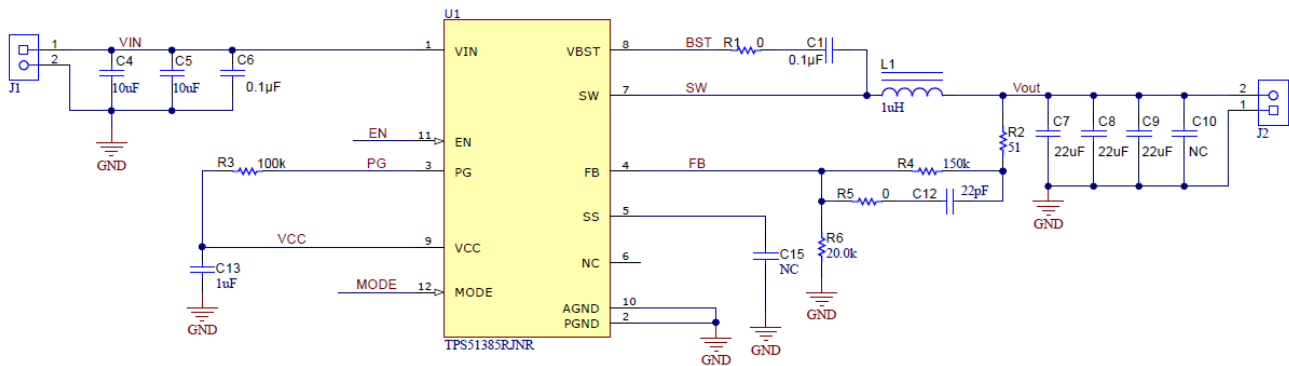 U1
1 VIN 1 VIN VBST 8 BST R1 0 C1
2 0.1µF
J1 C4 C5 C6 L1
10uF 10uF 0.1µF
SW 7 SW 1uH Vout 2
1
J2
GND
EN 11 EN
R2
51
C7 C8 C9 C10
22uF 22uF 22uF NC
R3 100k PG 3 PG FB 4 FB R4 150k
R5 0 C12 22pF
GND
SS 5
R6
20.0k
C15
NC
VCC 9 VCC
NC 6
C13
1uF
MODE 12 MODE
AGND 10
PGND 2
GND
GND
GND
GND
TPS51385RJNR